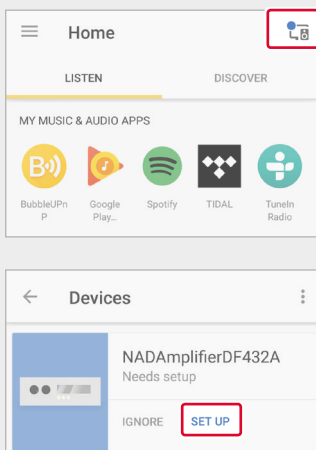 Home
LISTEN
DISCOVER
MY MUSIC & AUDIO APPS
B
BubbleUPn
P
Google
Play...
Spotify
TIDAL
TuneIn
Radio
Devices
NADAmplifierDF432A
Needs setup
IGNORE
SET UP